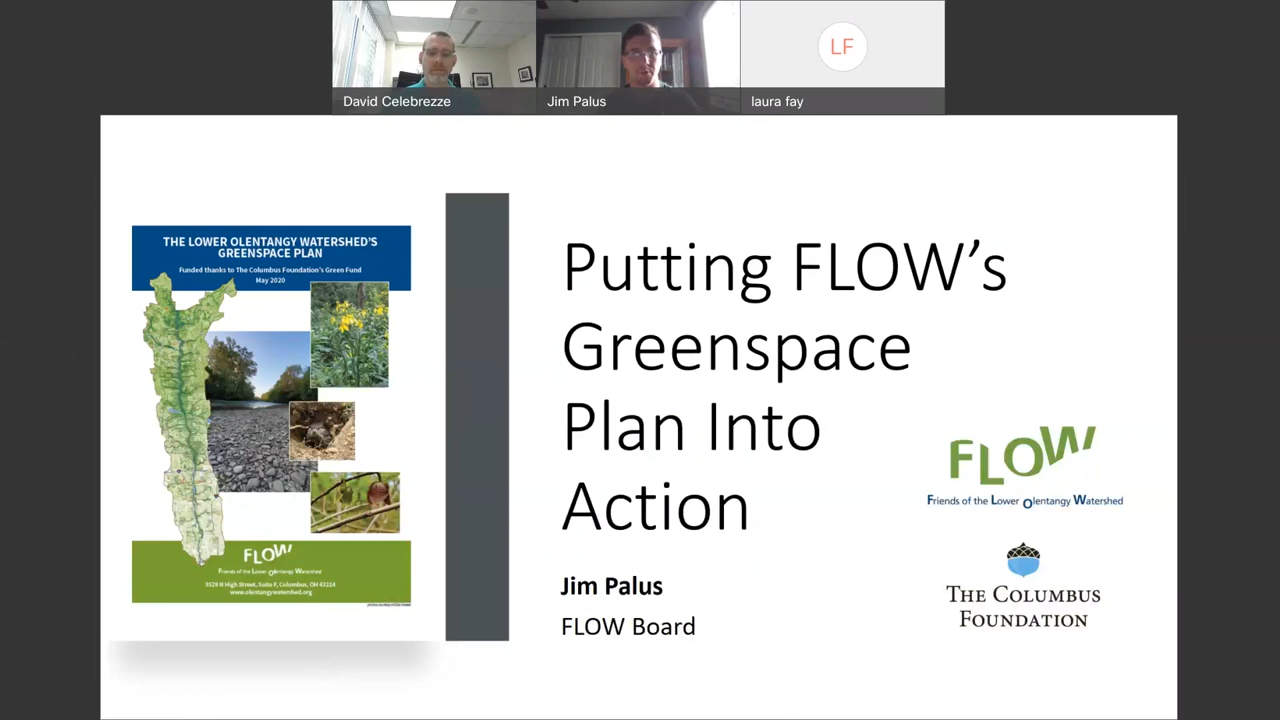 David Celebrezze
Jim Palus
LF
laura fay
THE LOWER OLENTANGY WATERSHED'S
GREENSPACE PLAN
Funded thanks to The Columbus Foundation's Green Fund
May 2020
FLOW
Friends of the Lower Olentangy Watershed
3528 N High Street, Suite F, Columbus, OH 43214
www.olentangywatershed.org
Putting FLOW's
Greenspace
Plan Into
Action
Jim Palus
FLOW Board
FLOW
Friends of the Lower Olentangy Watershed
THE COLUMBUS
FOUNDATION